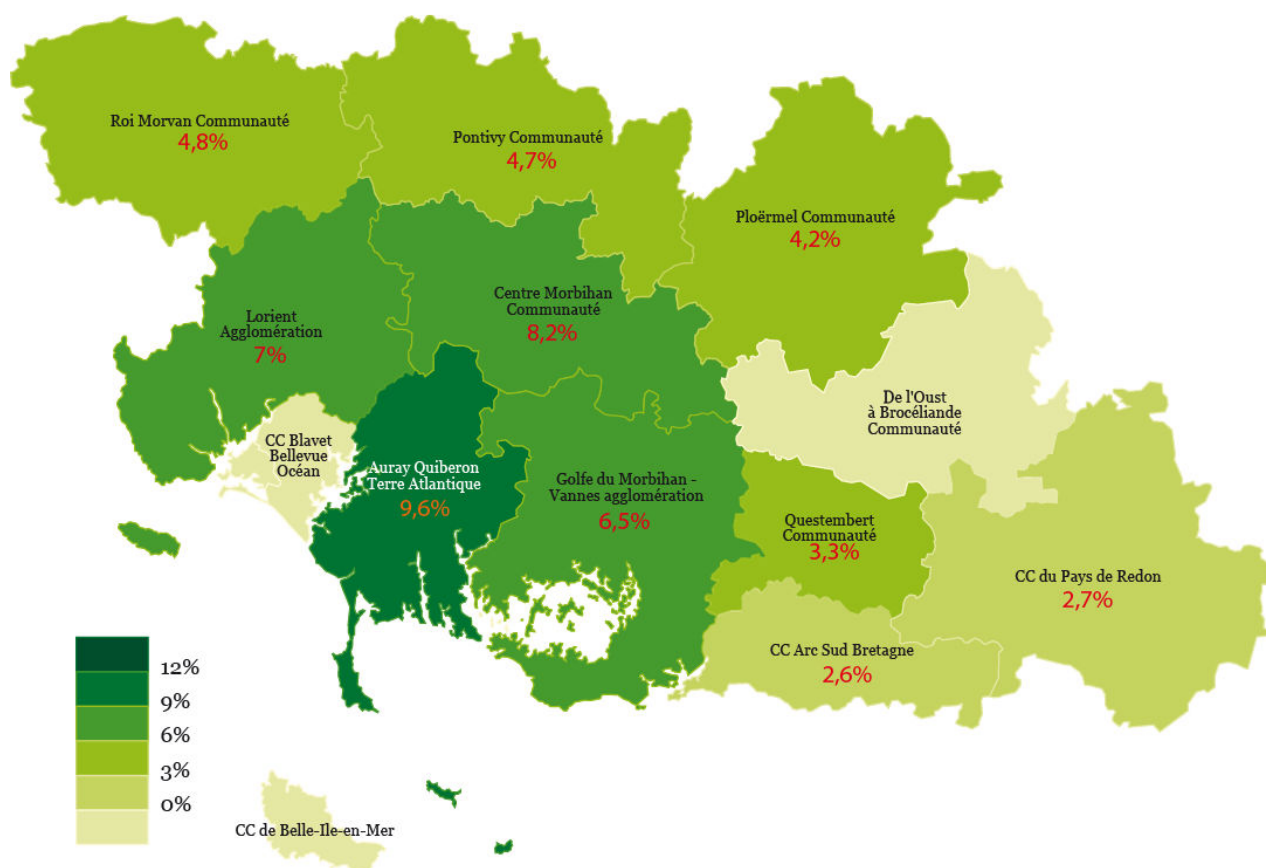 Roi Morvan Communauté
4,8%
Pontivy Communauté
4,7%
Ploërmel Communauté
4,2%
Centre Morbihan
Communauté
8,2%
Lorient
Agglomération
7%
De l'Oust
à Brocéliande
Communauté
CC Blavet
Bellevue
Océan
Auray Quiberon
Terre Atlantique
9,6%
Golfe du Morbihan -
Vannes agglomération
6,5%
Questembert
Communauté
3,3%
CC du Pays de Redon
2,7%
CC Arc Sud Bretagne
2,6%
12%
9%
6%
3%
0%
CC de Belle-Ile-en-Mer